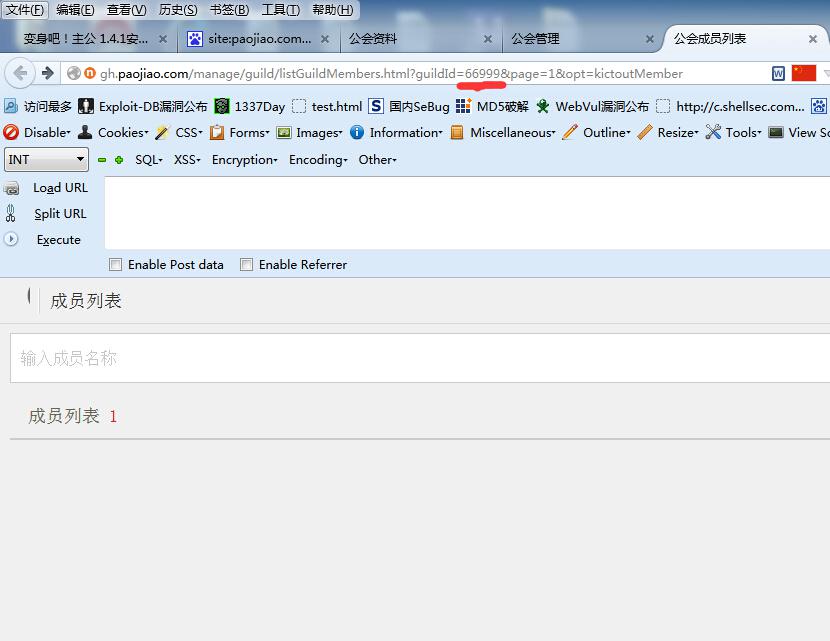 文件(F) 编辑(E) 查看(V) 历史(S) 书签(B) 工具(T) 帮助(H)
变身吧！主公 1.4.1安... × site:paojiao.com... × 公会资料 × 公会管理 × 公会成员列表 ×
gh.paojiao.com/manage/guild/listGuildMembers.html?guildId=66999&page=1&opt=kictoutMember
访问最多 Exploit-DB漏洞公布 1337Day test.html 国内SeBug MD5破解 WebVul漏洞公布 http://c.shellsec.com...
Disable Cookies CSS Forms Images Information Miscellaneous Outline Resize Tools View So
INT SQL XSS Encryption Encoding Other
Load URL
Split URL
Execute
Enable Post data Enable Referrer
成员列表
输入成员名称
成员列表 1